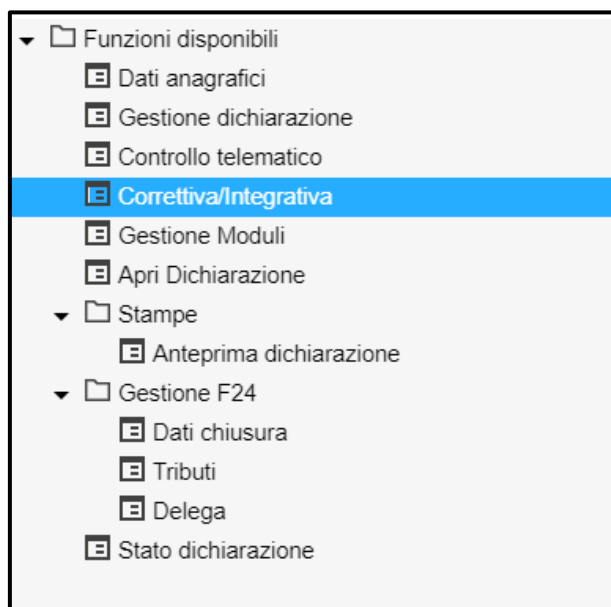 Funzioni disponibili
Dati anagrafici
Gestione dichiarazione
Controllo telematico
Correttiva/Integrativa
Gestione Moduli
Apri Dichiarazione
Stampe
Anteprima dichiarazione
Gestione F24
Dati chiusura
Tributi
Delega
Stato dichiarazione